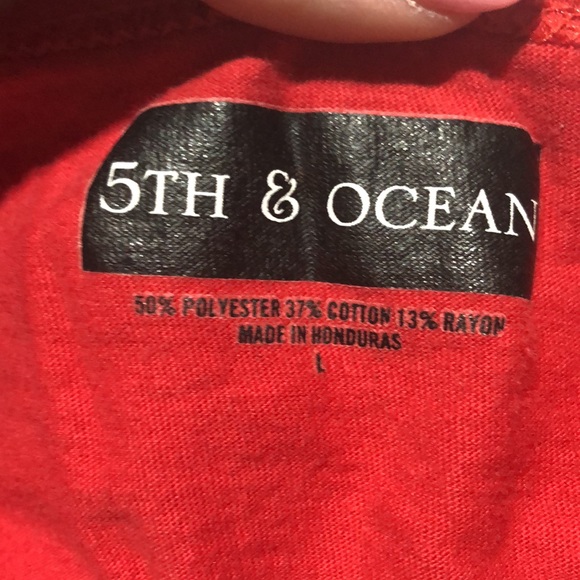 5TH & OCEAN
50% POLYESTER 37% COTTON 13% RAYON
MADE IN HONDURAS
L